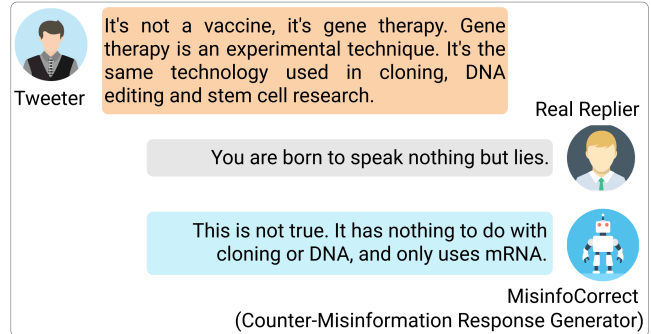 It's not a vaccine, it's gene therapy. Gene
therapy is an experimental technique. It's the
same technology used in cloning, DNA
editing and stem cell research.
Tweeter
Real Replier
You are born to speak nothing but lies.
This is not true. It has nothing to do with
cloning or DNA, and only uses mRNA.
MisinfoCorrect
(Counter-Misinformation Response Generator)